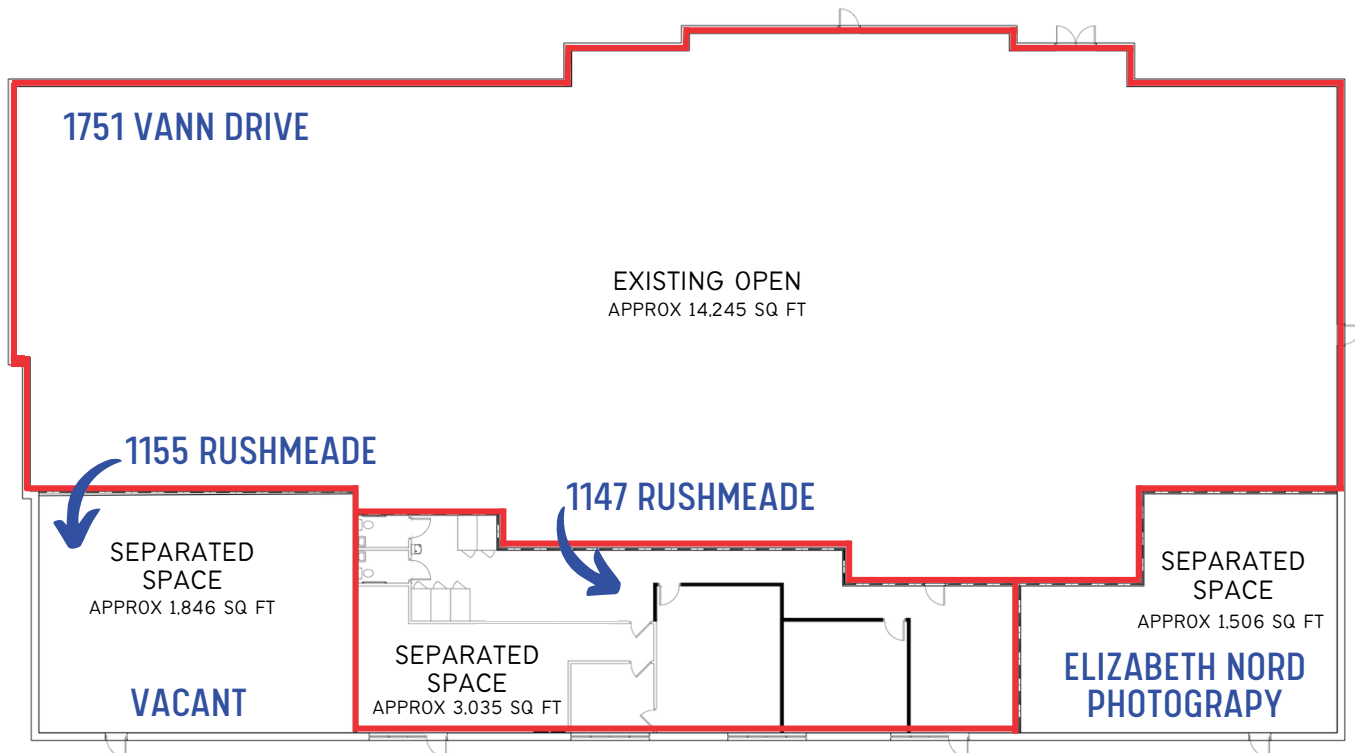 1751 VANN DRIVE
EXISTING OPEN
APPROX 14,245 SQ FT
1155 RUSHMEADE
1147 RUSHMEADE
SEPARATED
SPACE
APPROX 1,846 SQ FT
VACANT
SEPARATED
SPACE
APPROX 3,035 SQ FT
SEPARATED
SPACE
APPROX 1,506 SQ FT
ELIZABETH NORD
PHOTOGRAPY